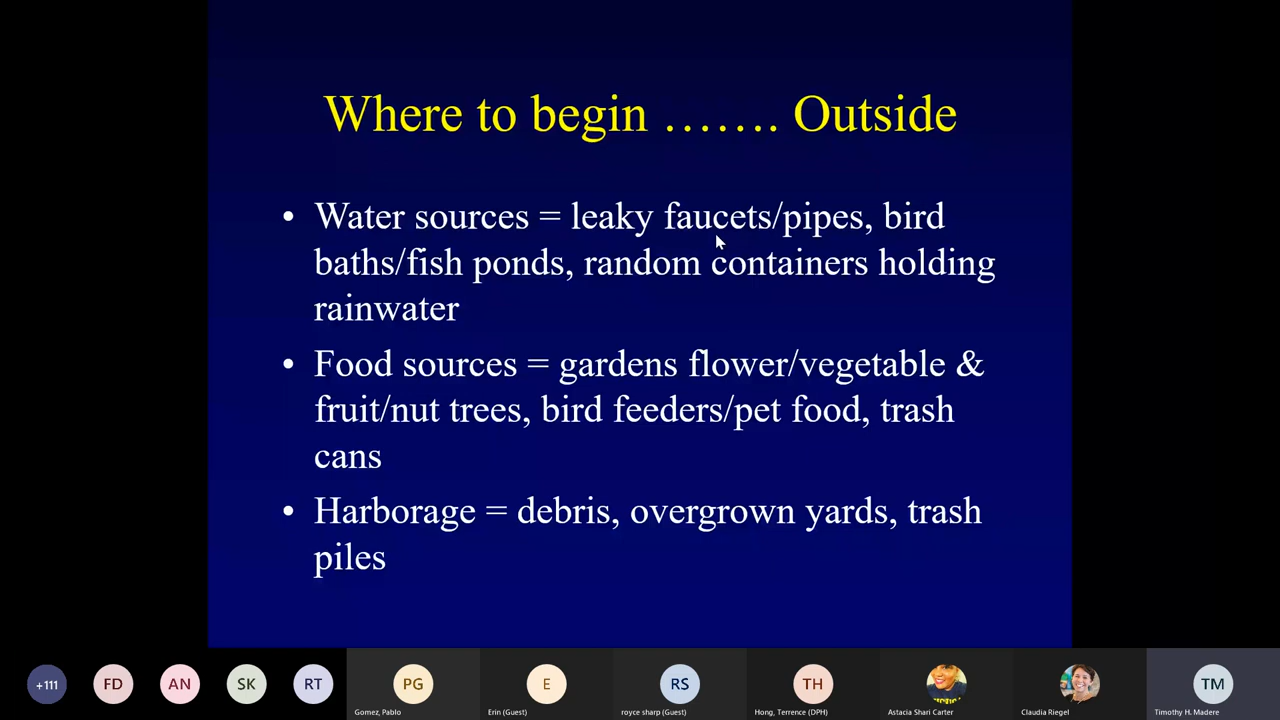 Where to begin ……. Outside
• Water sources = leaky faucets/pipes, bird
baths/fish ponds, random containers holding
rainwater
• Food sources = gardens flower/vegetable &
fruit/nut trees, bird feeders/pet food, trash
cans
• Harborage = debris, overgrown yards, trash
piles
+111 FD AN SK RT PG E RS TH TM
Gomez, Pablo Erin (Guest) royce sharp (Guest) Hong, Terrence (DPH) Astacia Shari Carter Claudia Riegel Timothy H. Madere